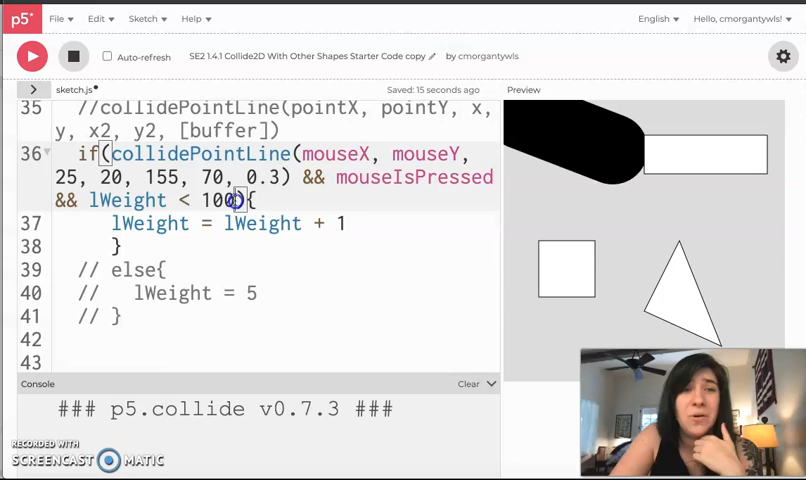 p5* File Edit Sketch Help English Hello, cmorgantywls!
Auto-refresh SE2 1.4.1 Collide2D With Other Shapes Starter Code copy by cmorgantywls
sketch.js Saved: 15 seconds ago Preview
35 //collidePointLine(pointX, pointY, x,
y, x2, y2, [buffer])
36 if(collidePointLine(mouseX, mouseY,
25, 20, 155, 70, 0.3) && mouseIsPressed
&& lWeight < 100){
37 lWeight = lWeight + 1
38 }
39 // else{
40 // lWeight = 5
41 // }
42
43
Console Clear
### p5.collide v0.7.3 ###
RECORDED WITH
SCREENCAST MATIC